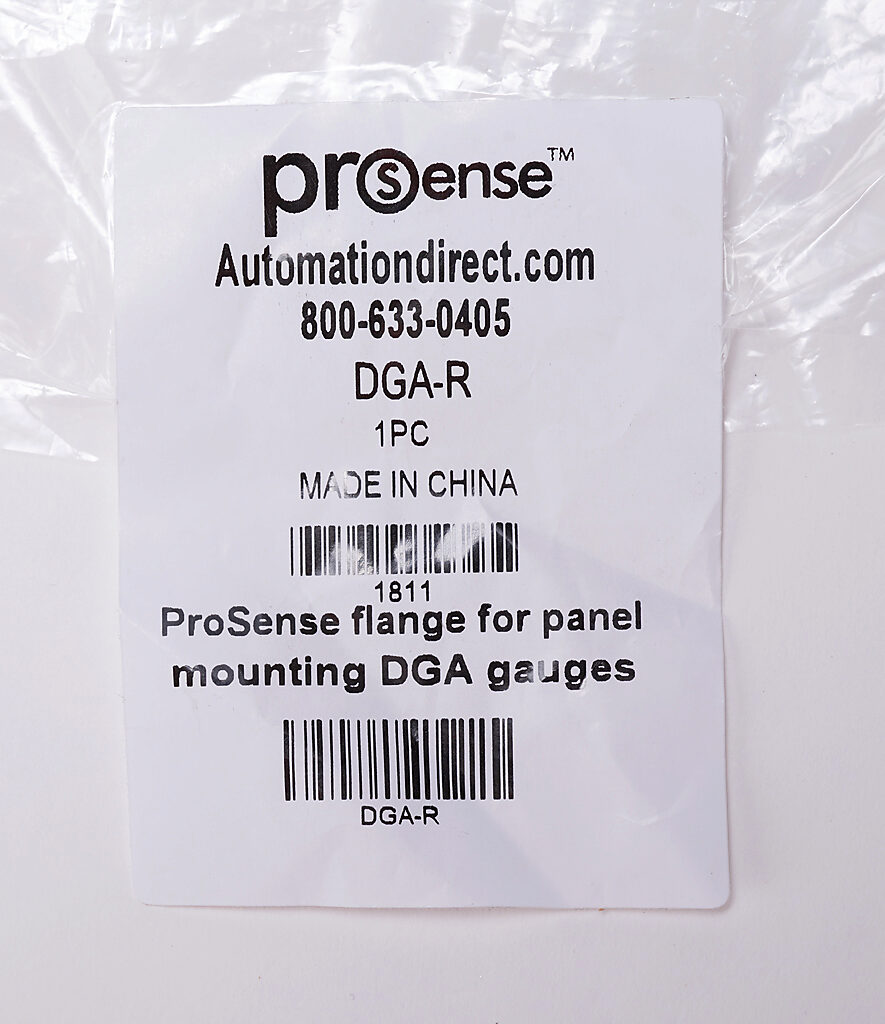 proSense™
Automationdirect.com
800-633-0405
DGA-R
1PC
MADE IN CHINA
1811
ProSense flange for panel
mounting DGA gauges
DGA-R